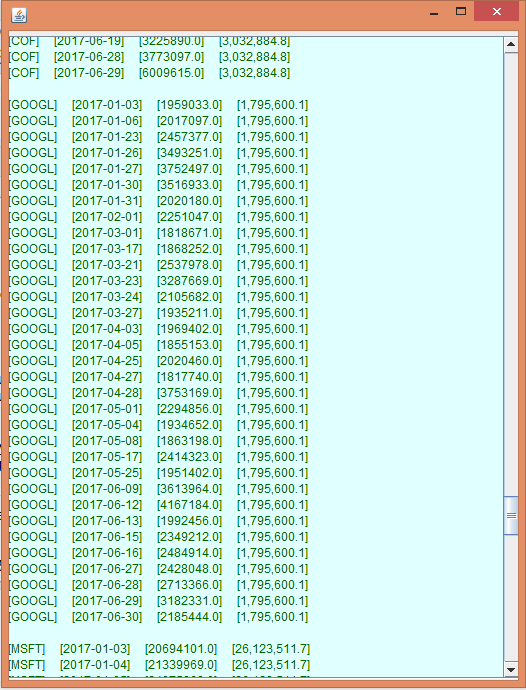 [COF] [2017-06-19] [3225890.0] [3,032,884.8]
[COF] [2017-06-28] [3773097.0] [3,032,884.8]
[COF] [2017-06-29] [6009615.0] [3,032,884.8]
[GOOGL] [2017-01-03] [1959033.0] [1,795,600.1]
[GOOGL] [2017-01-06] [2017097.0] [1,795,600.1]
[GOOGL] [2017-01-23] [2457377.0] [1,795,600.1]
[GOOGL] [2017-01-26] [3493251.0] [1,795,600.1]
[GOOGL] [2017-01-27] [3752497.0] [1,795,600.1]
[GOOGL] [2017-01-30] [3516933.0] [1,795,600.1]
[GOOGL] [2017-01-31] [2020180.0] [1,795,600.1]
[GOOGL] [2017-02-01] [2251047.0] [1,795,600.1]
[GOOGL] [2017-03-01] [1818671.0] [1,795,600.1]
[GOOGL] [2017-03-17] [1868252.0] [1,795,600.1]
[GOOGL] [2017-03-21] [2537978.0] [1,795,600.1]
[GOOGL] [2017-03-23] [3287669.0] [1,795,600.1]
[GOOGL] [2017-03-24] [2105682.0] [1,795,600.1]
[GOOGL] [2017-03-27] [1935211.0] [1,795,600.1]
[GOOGL] [2017-04-03] [1969402.0] [1,795,600.1]
[GOOGL] [2017-04-05] [1855153.0] [1,795,600.1]
[GOOGL] [2017-04-25] [2020460.0] [1,795,600.1]
[GOOGL] [2017-04-27] [1817740.0] [1,795,600.1]
[GOOGL] [2017-04-28] [3753169.0] [1,795,600.1]
[GOOGL] [2017-05-01] [2294856.0] [1,795,600.1]
[GOOGL] [2017-05-04] [1934652.0] [1,795,600.1]
[GOOGL] [2017-05-08] [1863198.0] [1,795,600.1]
[GOOGL] [2017-05-17] [2414323.0] [1,795,600.1]
[GOOGL] [2017-05-25] [1951402.0] [1,795,600.1]
[GOOGL] [2017-06-09] [3613964.0] [1,795,600.1]
[GOOGL] [2017-06-12] [4167184.0] [1,795,600.1]
[GOOGL] [2017-06-13] [1992456.0] [1,795,600.1]
[GOOGL] [2017-06-15] [2349212.0] [1,795,600.1]
[GOOGL] [2017-06-16] [2484914.0] [1,795,600.1]
[GOOGL] [2017-06-27] [2428048.0] [1,795,600.1]
[GOOGL] [2017-06-28] [2713366.0] [1,795,600.1]
[GOOGL] [2017-06-29] [3182331.0] [1,795,600.1]
[GOOGL] [2017-06-30] [2185444.0] [1,795,600.1]
[MSFT] [2017-01-03] [20694101.0] [26,123,511.7]
[MSFT] [2017-01-04] [21339969.0] [26,123,511.7]